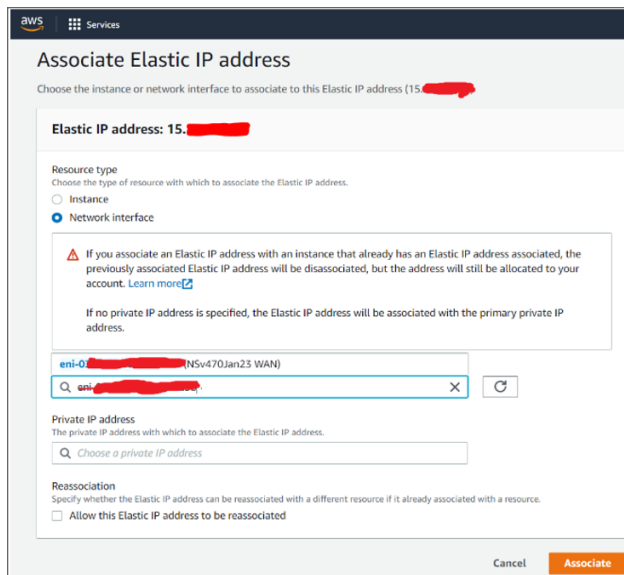 aws
Services
Associate Elastic IP address
Choose the instance or network interface to associate to this Elastic IP address (15.
Elastic IP address: 15.
Resource type
Choose the type of resource with which to associate the Elastic IP address.
Instance
Network interface
If you associate an Elastic IP address with an instance that already has an Elastic IP address associated, the
previously associated Elastic IP address will be disassociated, but the address will still be allocated to your
account. Learn more
If no private IP address is specified, the Elastic IP address will be associated with the primary private IP
address.
eni-03 (NSv470Jan23 WAN)
eni-
Private IP address
The private IP address with which to associate the Elastic IP address.
Choose a private IP address
Reassociation
Specify whether the Elastic IP address can be reassociated with a different resource if it already associated with a resource.
Allow this Elastic IP address to be reassociated
Cancel
Associate